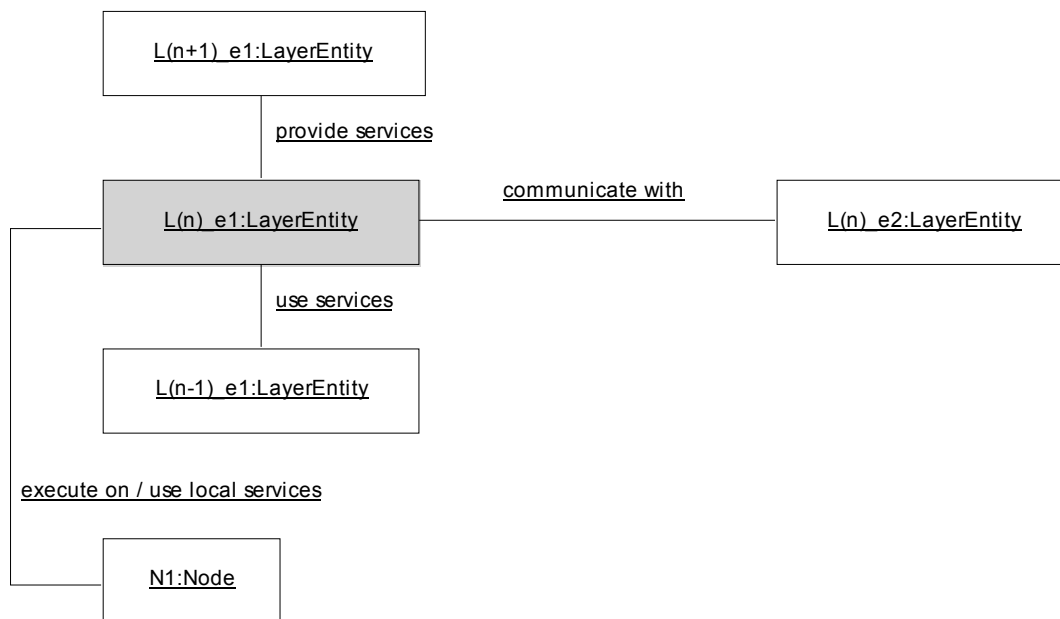 L(n+1)_e1:LayerEntity
provide services
communicate with
L(n)_e1:LayerEntity
L(n)_e2:LayerEntity
use services
L(n-1)_e1:LayerEntity
execute on / use local services
N1:Node